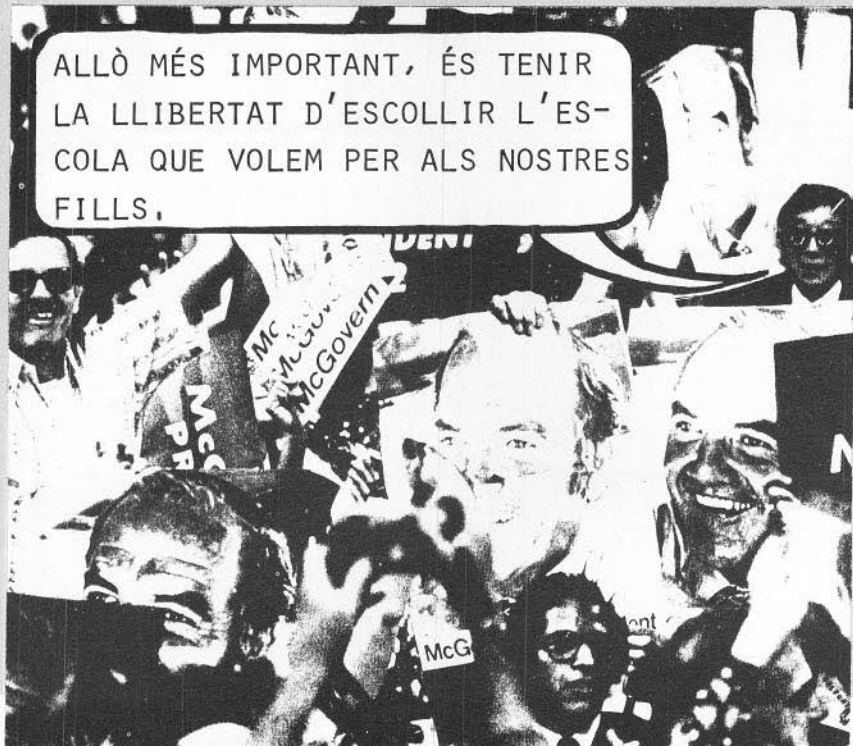 ALLÒ MÉS IMPORTANT, ÉS TENIR
LA LLIBERTAT D'ESCOLLIR L'ES-
COLA QUE VOLEM PER ALS NOSTRES
FILLS.
McGovern
McGovern
McG